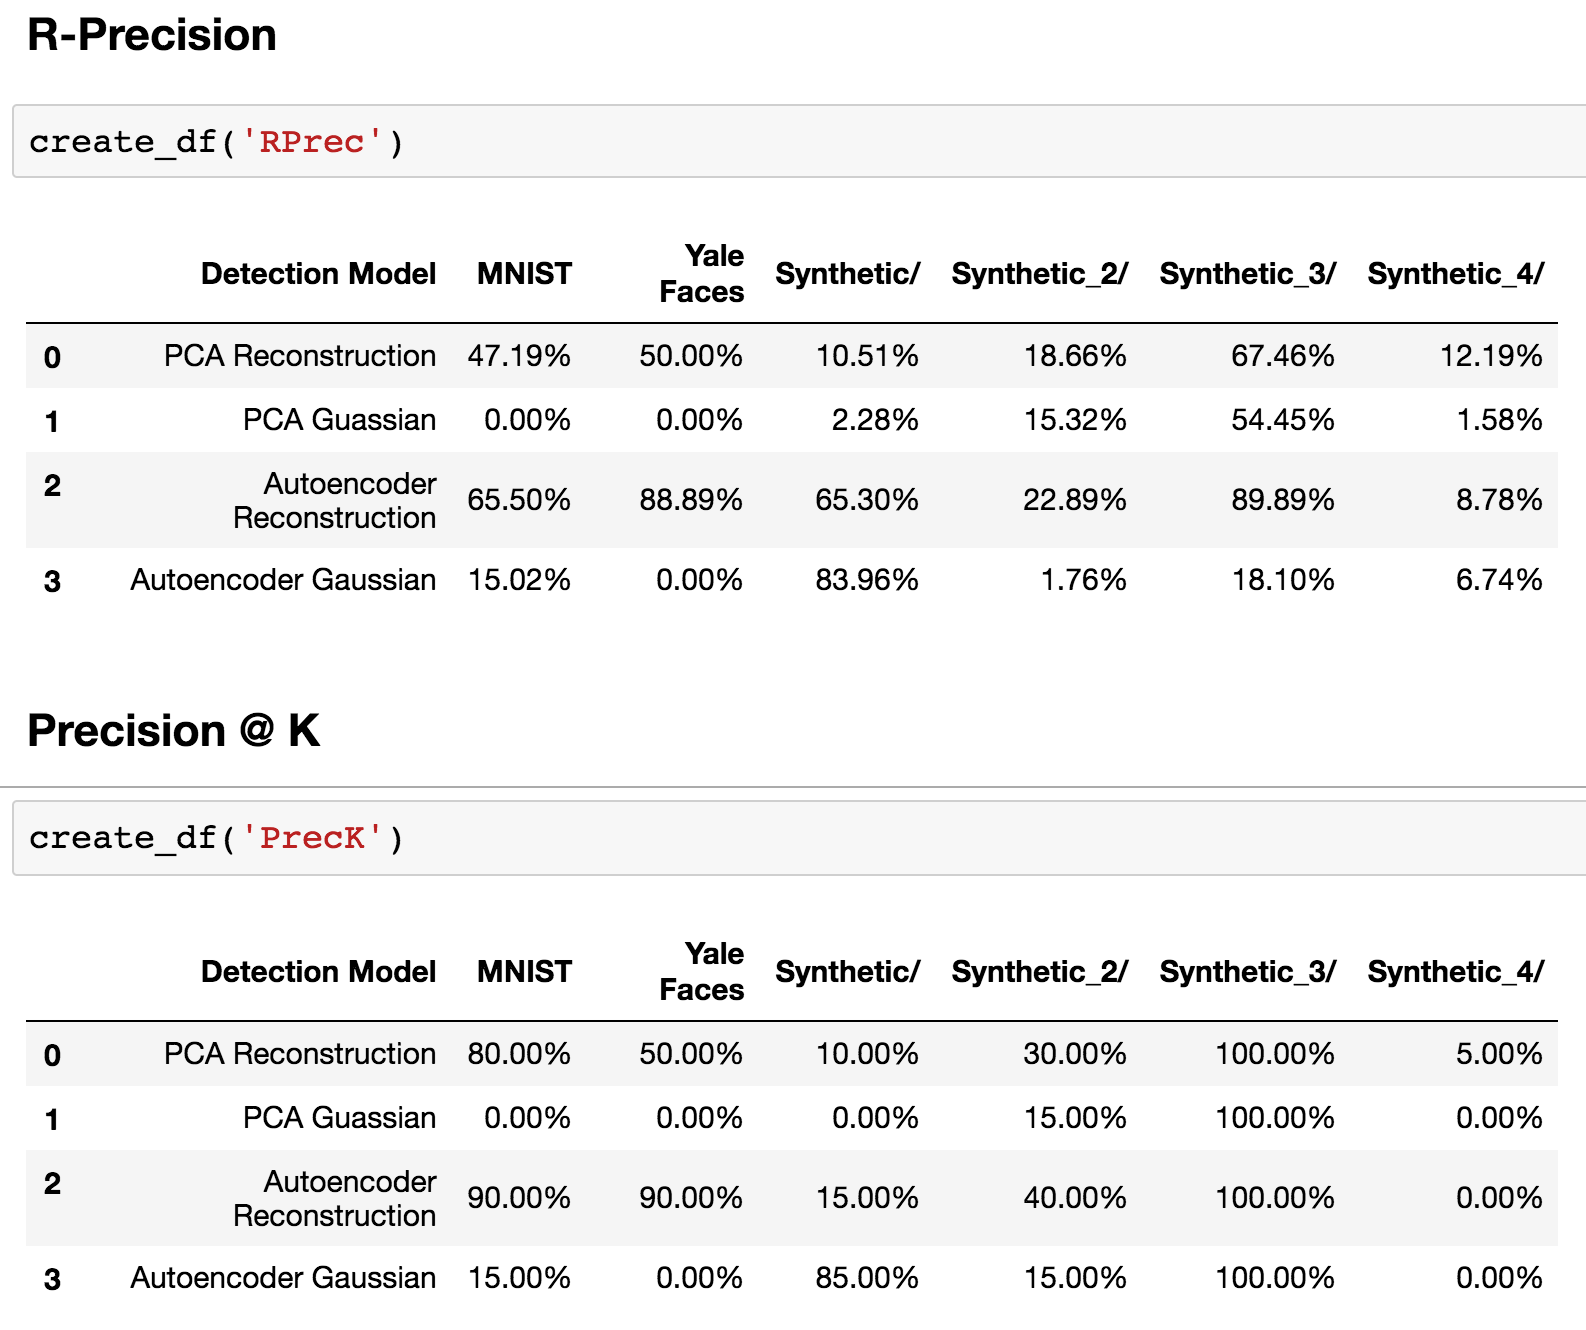 R-Precision
create_df('RPrec')
Detection Model MNIST Yale Faces Synthetic/ Synthetic_2/ Synthetic_3/ Synthetic_4/
0 PCA Reconstruction 47.19% 50.00% 10.51% 18.66% 67.46% 12.19%
1 PCA Guassian 0.00% 0.00% 2.28% 15.32% 54.45% 1.58%
2 Autoencoder Reconstruction 65.50% 88.89% 65.30% 22.89% 89.89% 8.78%
3 Autoencoder Gaussian 15.02% 0.00% 83.96% 1.76% 18.10% 6.74%
Precision @ K
create_df('PrecK')
Detection Model MNIST Yale Faces Synthetic/ Synthetic_2/ Synthetic_3/ Synthetic_4/
0 PCA Reconstruction 80.00% 50.00% 10.00% 30.00% 100.00% 5.00%
1 PCA Guassian 0.00% 0.00% 0.00% 15.00% 100.00% 0.00%
2 Autoencoder Reconstruction 90.00% 90.00% 15.00% 40.00% 100.00% 0.00%
3 Autoencoder Gaussian 15.00% 0.00% 85.00% 15.00% 100.00% 0.00%